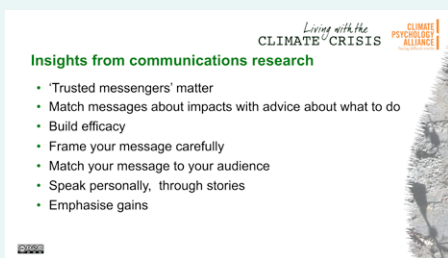 Living with the
CLIMATE CRISIS
CLIMATE
PSYCHOLOGY
ALLIANCE
Insights from communications research
• ‘Trusted messengers’ matter
• Match messages about impacts with advice about what to do
• Build efficacy
• Frame your message carefully
• Match your message to your audience
• Speak personally, through stories
• Emphasise gains